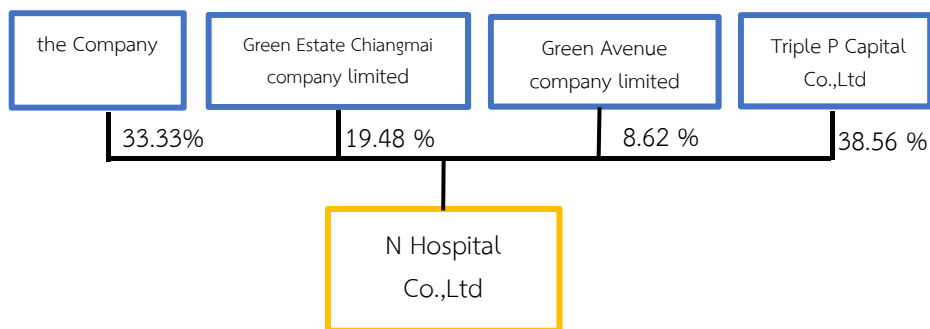 the Company
Green Estate Chiangmai
company limited
Green Avenue
company limited
Triple P Capital
Co.,Ltd
33.33%
19.48 %
8.62 %
38.56 %
N Hospital
Co.,Ltd